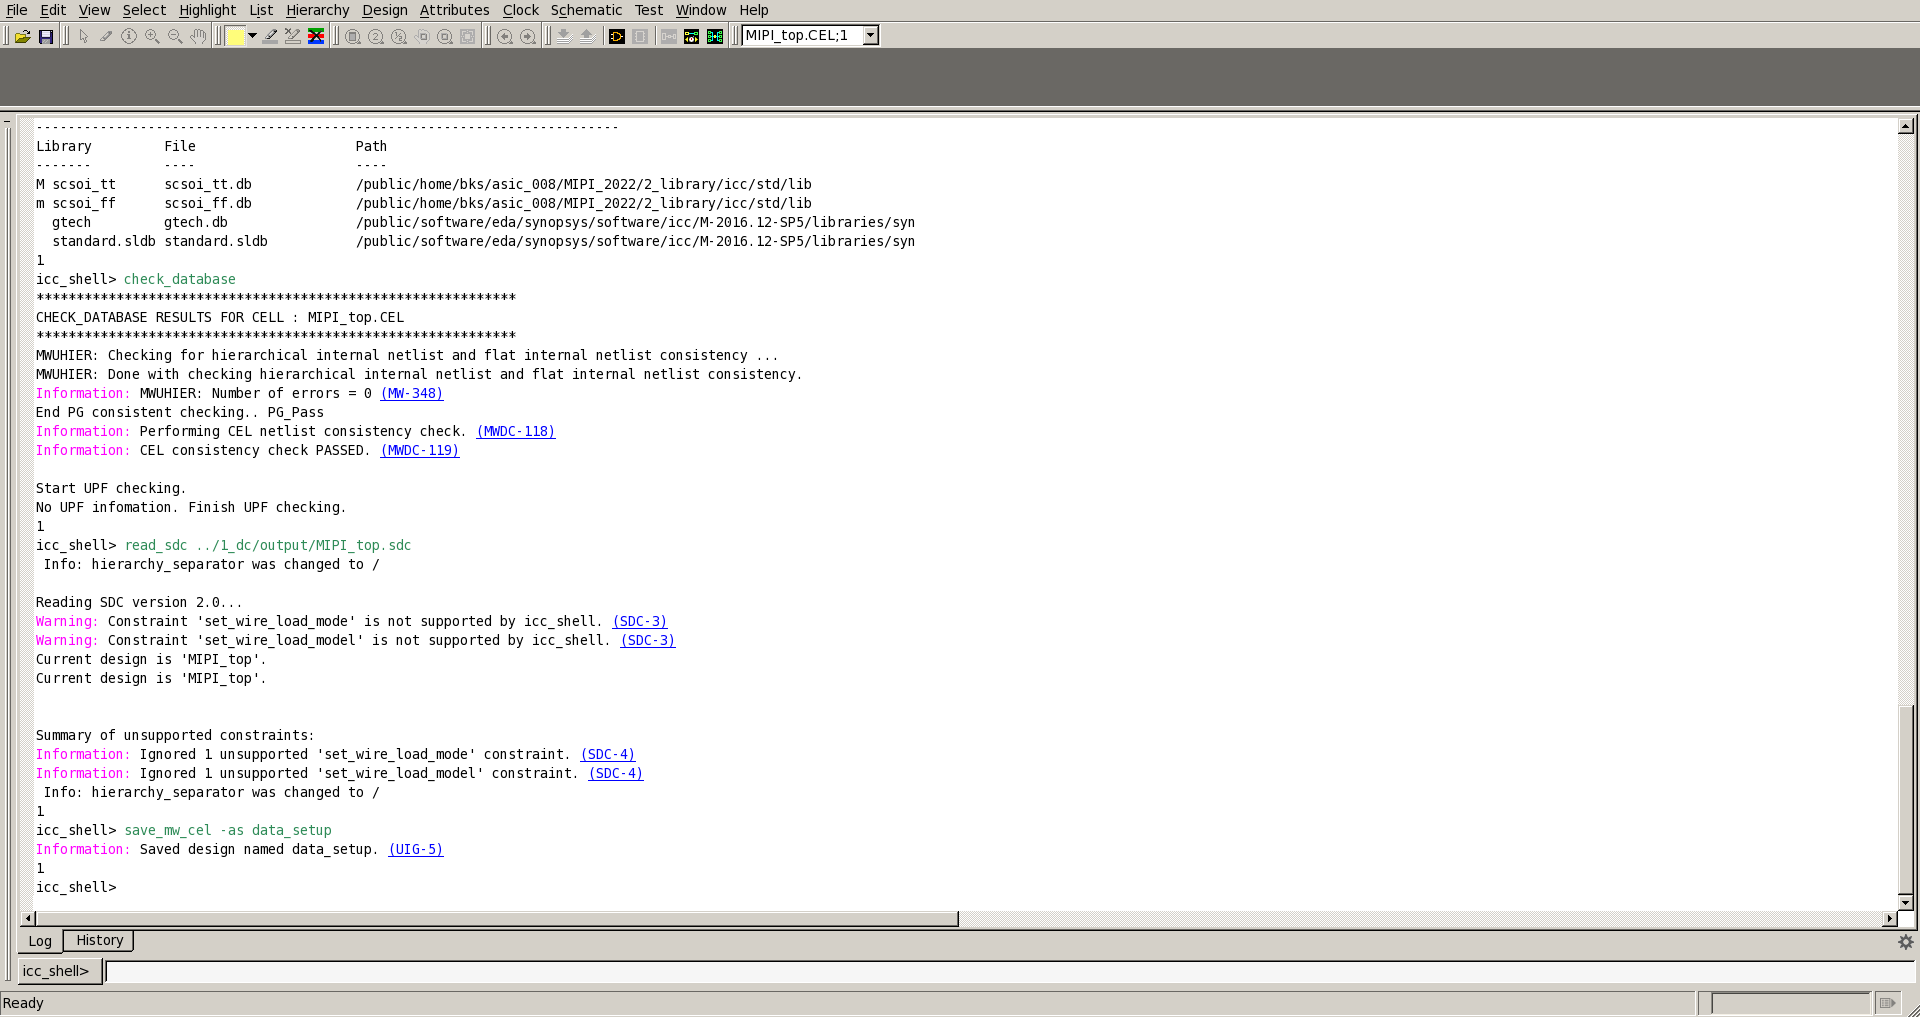 File Edit View Select Highlight List Hierarchy Design Attributes Clock Schematic Test Window Help
MIPI_top.CEL;1
-------------------------------------------------------------------------
Library         File                    Path
-------         ----                    ----
M scsoi_tt      scsoi_tt.db             /public/home/bks/asic_008/MIPI_2022/2_library/icc/std/lib
m scsoi_ff      scsoi_ff.db             /public/home/bks/asic_008/MIPI_2022/2_library/icc/std/lib
  gtech         gtech.db                /public/software/eda/synopsys/software/icc/M-2016.12-SP5/libraries/syn
  standard.sldb standard.sldb           /public/software/eda/synopsys/software/icc/M-2016.12-SP5/libraries/syn
1
icc_shell> check_database
************************************************************
CHECK_DATABASE RESULTS FOR CELL : MIPI_top.CEL
************************************************************
MWUHIER: Checking for hierarchical internal netlist and flat internal netlist consistency ...
MWUHIER: Done with checking hierarchical internal netlist and flat internal netlist consistency.
Information: MWUHIER: Number of errors = 0 (MW-348)
End PG consistent checking.. PG_Pass
Information: Performing CEL netlist consistency check. (MWDC-118)
Information: CEL consistency check PASSED. (MWDC-119)
Start UPF checking.
No UPF infomation. Finish UPF checking.
1
icc_shell> read_sdc ../1_dc/output/MIPI_top.sdc
 Info: hierarchy_separator was changed to /
Reading SDC version 2.0...
Warning: Constraint 'set_wire_load_mode' is not supported by icc_shell. (SDC-3)
Warning: Constraint 'set_wire_load_model' is not supported by icc_shell. (SDC-3)
Current design is 'MIPI_top'.
Current design is 'MIPI_top'.
Summary of unsupported constraints:
Information: Ignored 1 unsupported 'set_wire_load_mode' constraint. (SDC-4)
Information: Ignored 1 unsupported 'set_wire_load_model' constraint. (SDC-4)
 Info: hierarchy_separator was changed to /
1
icc_shell> save_mw_cel -as data_setup
Information: Saved design named data_setup. (UIG-5)
1
icc_shell>
Log History
icc_shell>
Ready